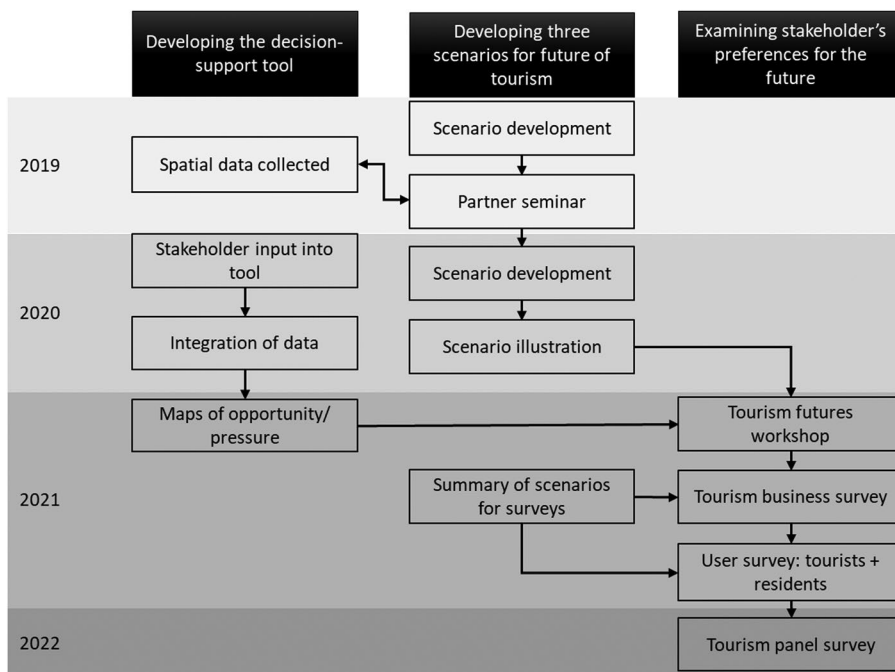 Developing the decision-
support tool
Developing three
scenarios for future of
tourism
Examining stakeholder's
preferences for the
future
2019
Scenario development
Spatial data collected
Partner seminar
2020
Stakeholder input into
tool
Scenario development
Integration of data
Scenario illustration
2021
Maps of opportunity/
pressure
Tourism futures
workshop
Summary of scenarios
for surveys
Tourism business survey
User survey: tourists +
residents
2022
Tourism panel survey